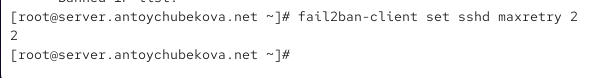 [root@server.antoychubekova.net ~]# fail2ban-client set sshd maxretry 2
2
[root@server.antoychubekova.net ~]#